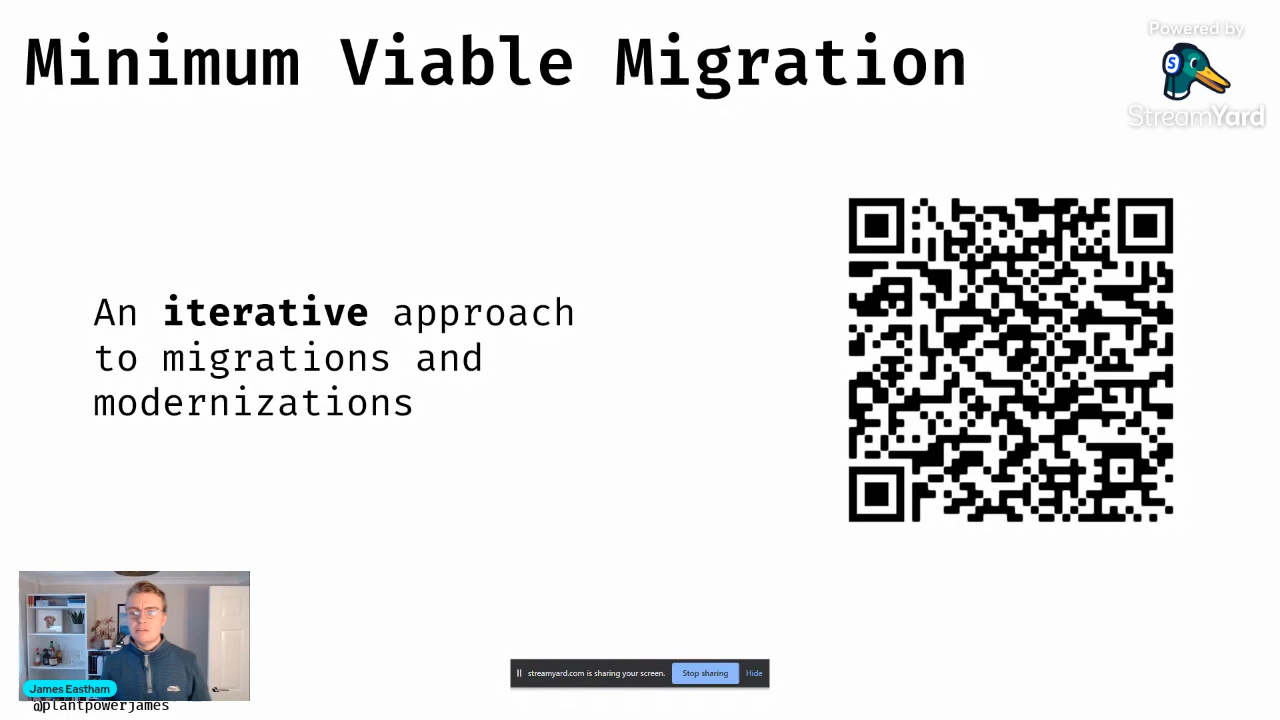 Minimum Viable Migration
Powered by
S
StreamYard
An iterative approach
to migrations and
modernizations
James Eastham
@plantpowerjames
streamyard.com is sharing your screen.
Stop sharing
Hide